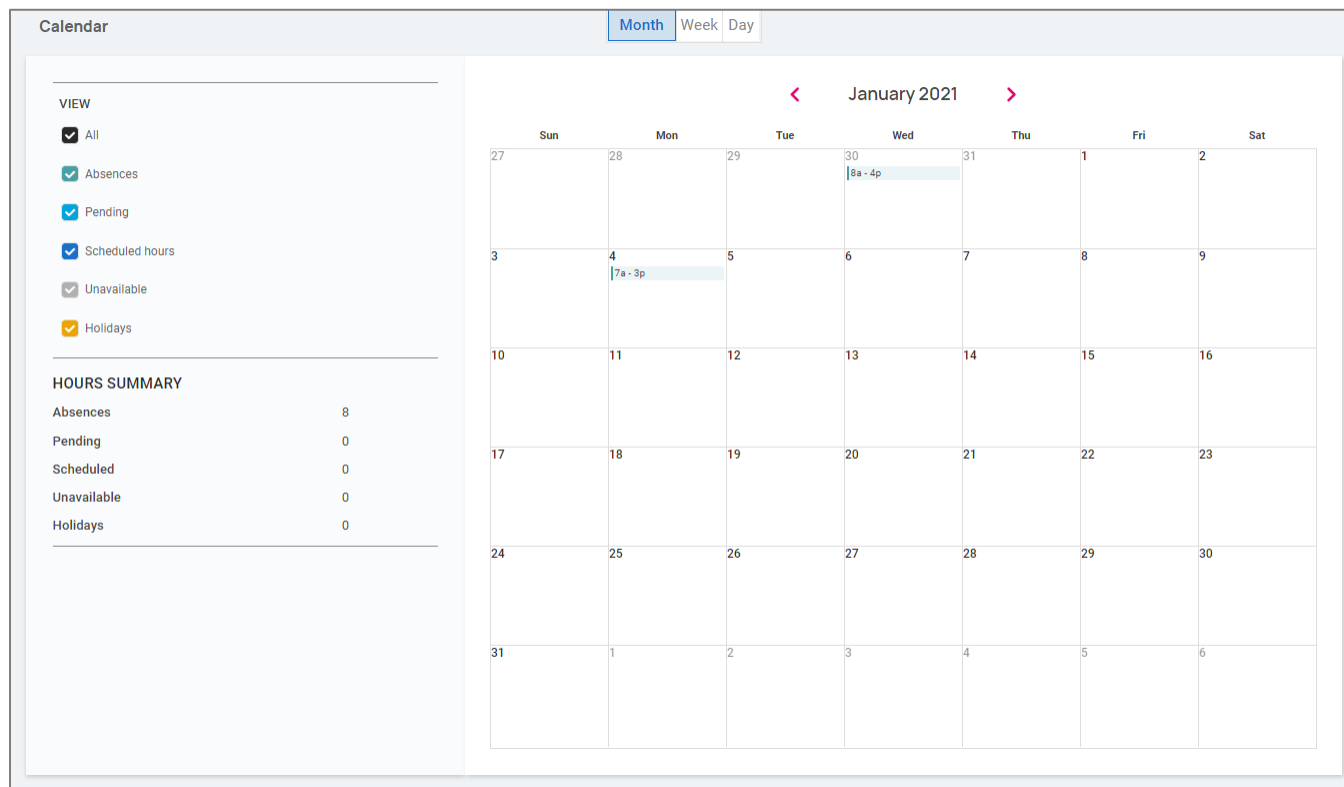 Calendar
Month Week Day
VIEW
All
Absences
Pending
Scheduled hours
Unavailable
Holidays
HOURS SUMMARY
Absences 8
Pending 0
Scheduled 0
Unavailable 0
Holidays 0
January 2021
Sun Mon Tue Wed Thu Fri Sat
27 28 29 30 31 1 2
8a - 4p
3 4 5 6 7 8 9
7a - 3p
10 11 12 13 14 15 16
17 18 19 20 21 22 23
24 25 26 27 28 29 30
31 1 2 3 4 5 6